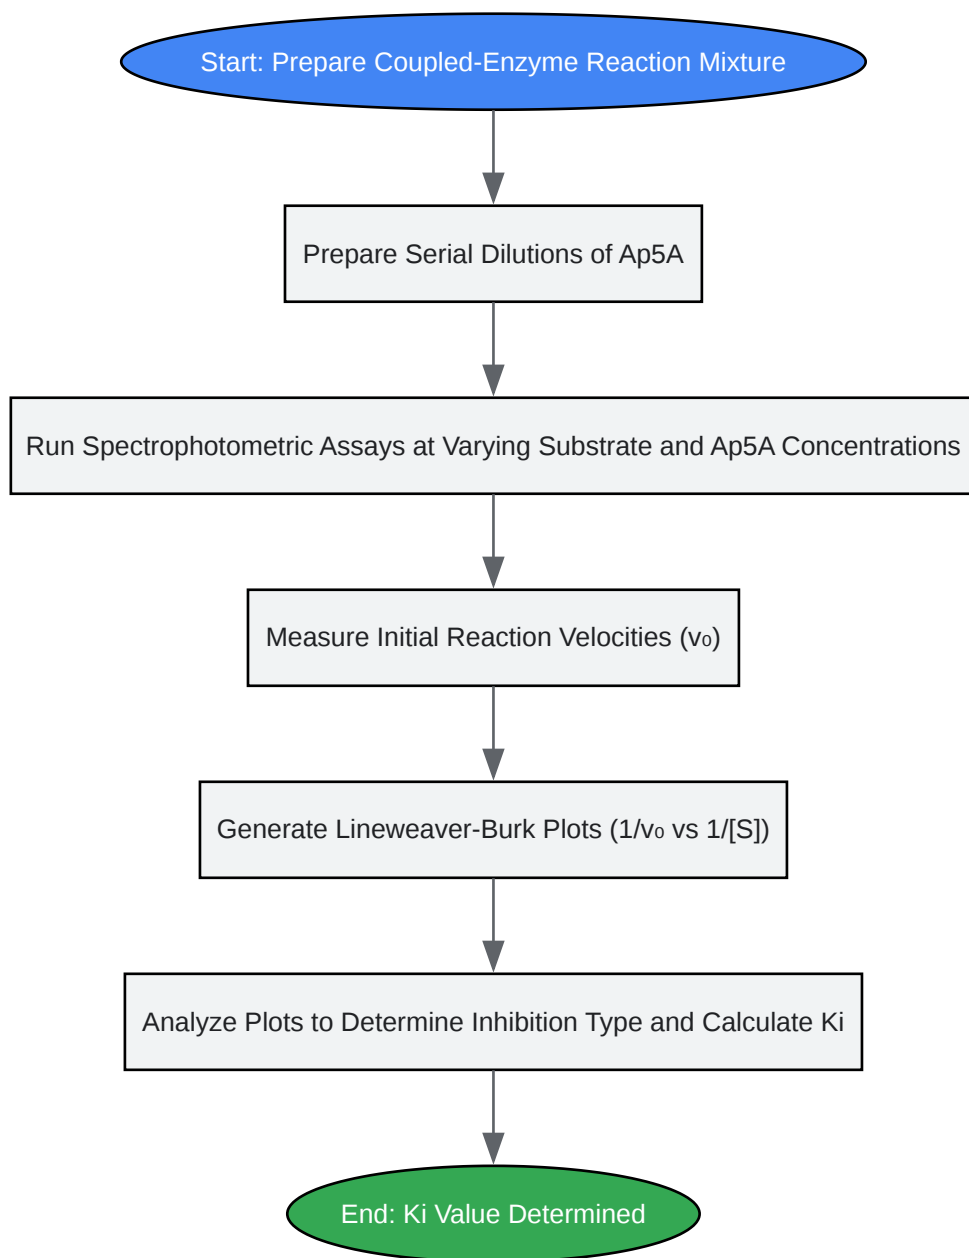 Start: Prepare Coupled-Enzyme Reaction Mixture
Prepare Serial Dilutions of Ap5A
Run Spectrophotometric Assays at Varying Substrate and Ap5A Concentrations
Measure Initial Reaction Velocities (v₀)
Generate Lineweaver-Burk Plots (1/v₀ vs 1/[S])
Analyze Plots to Determine Inhibition Type and Calculate Ki
End: Ki Value Determined